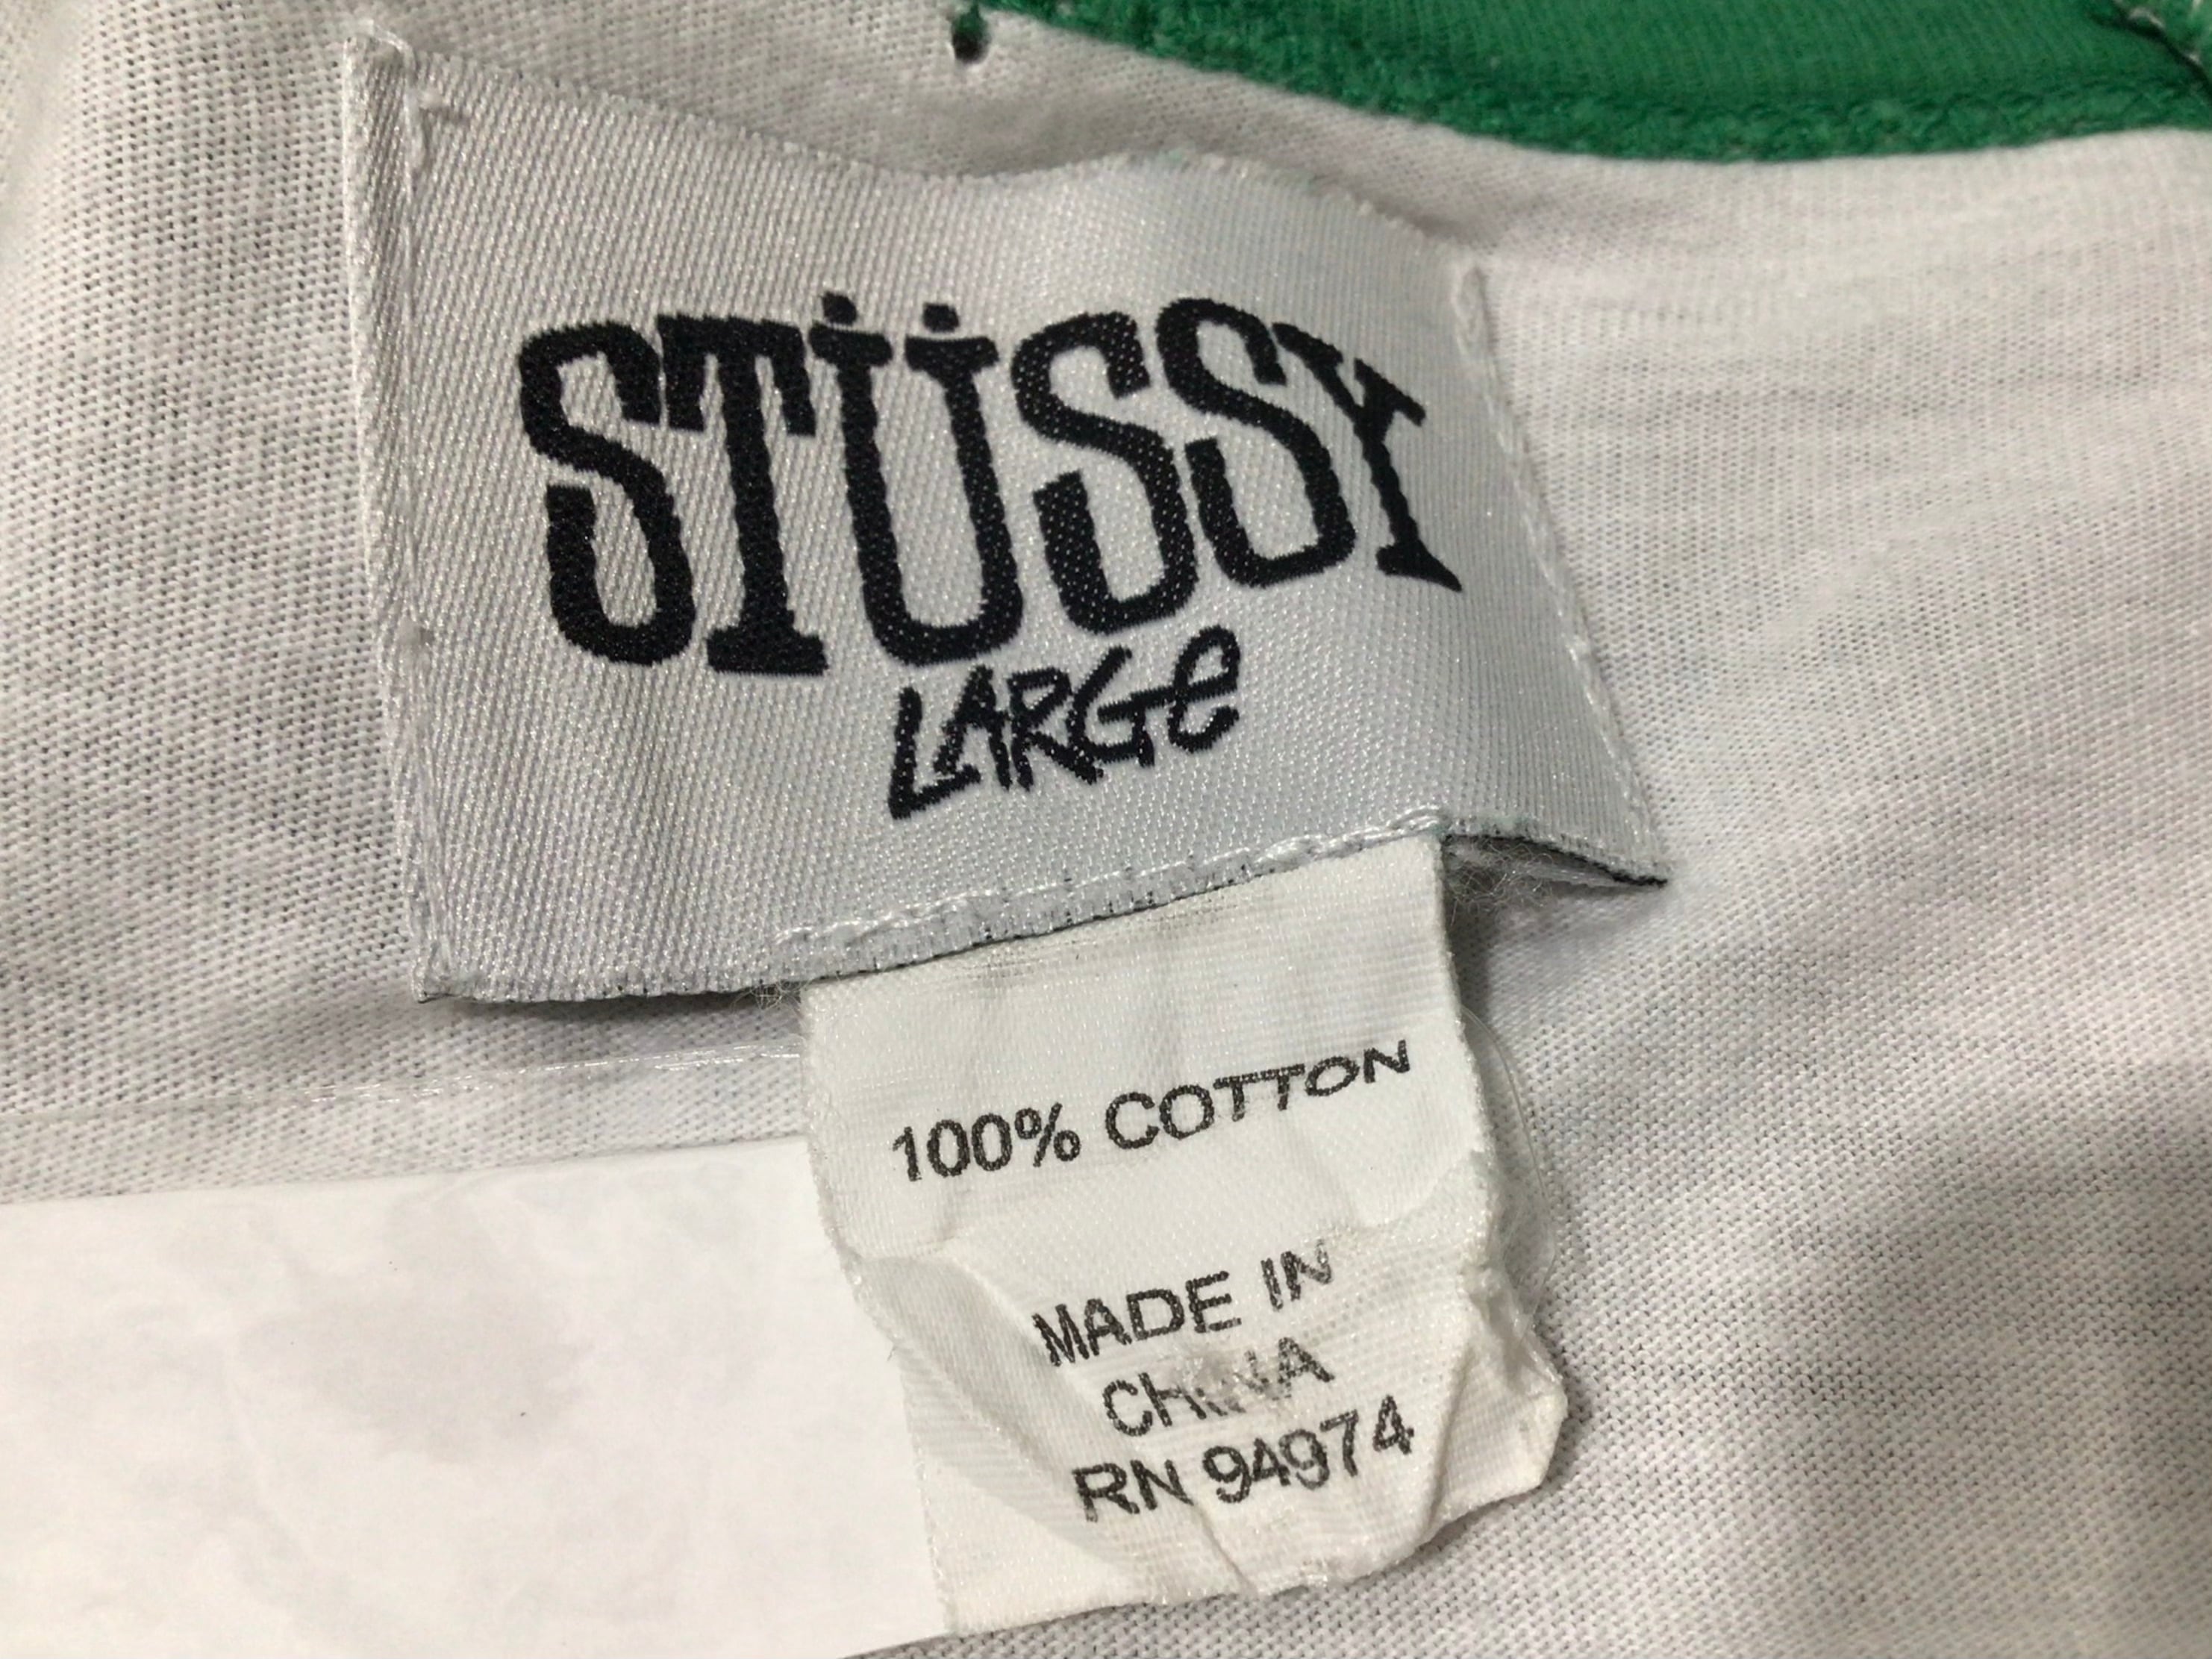 STÜSSY
LARGe
100% COTTON
MADE IN
CHINA
RN 94974